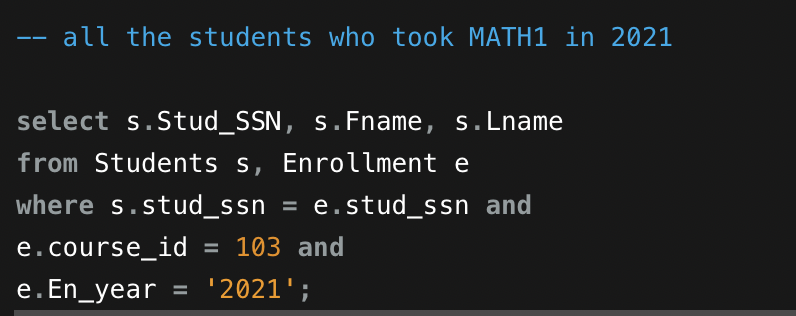 -- all the students who took MATH1 in 2021
select s.Stud_SSN, s.Fname, s.Lname
from Students s, Enrollment e
where s.stud_ssn = e.stud_ssn and
e.course_id = 103 and
e.En_year = '2021';